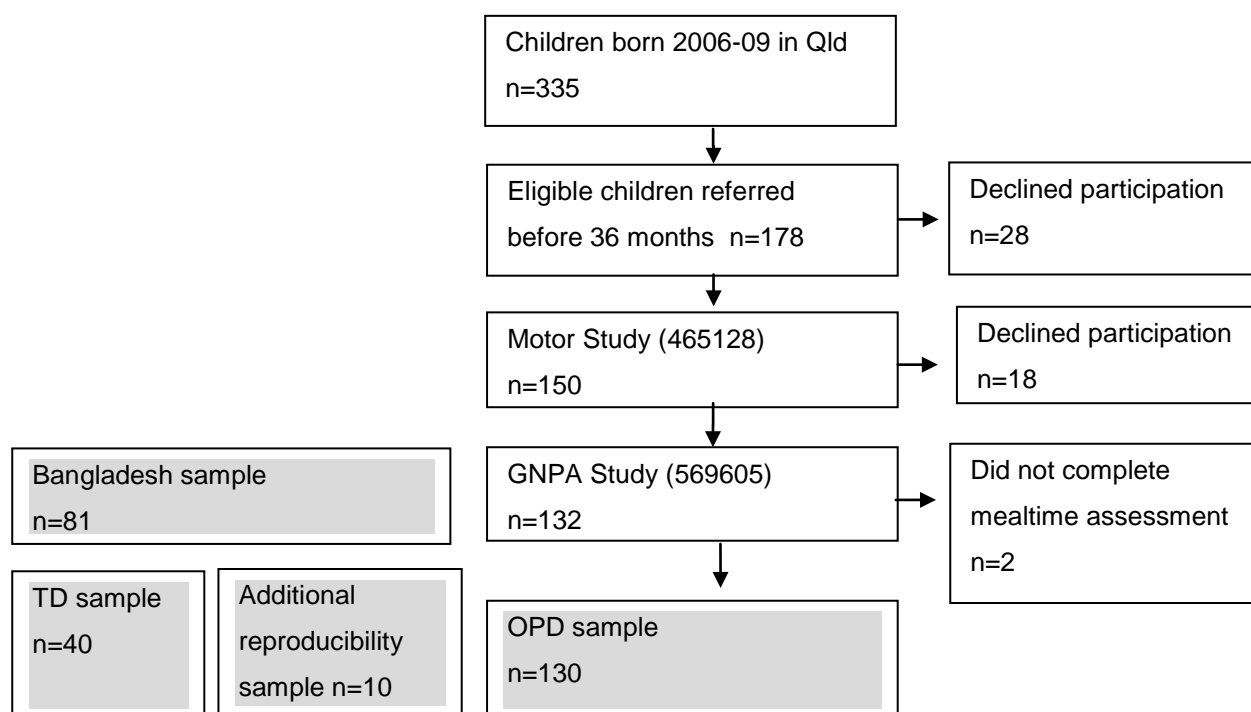 Children born 2006-09 in Qld
n=335
Eligible children referred
before 36 months n=178
Declined participation
n=28
Motor Study (465128)
n=150
Declined participation
n=18
Bangladesh sample
n=81
GNPA Study (569605)
n=132
Did not complete
mealtime assessment
n=2
TD sample
n=40
Additional
reproducibility
sample n=10
OPD sample
n=130